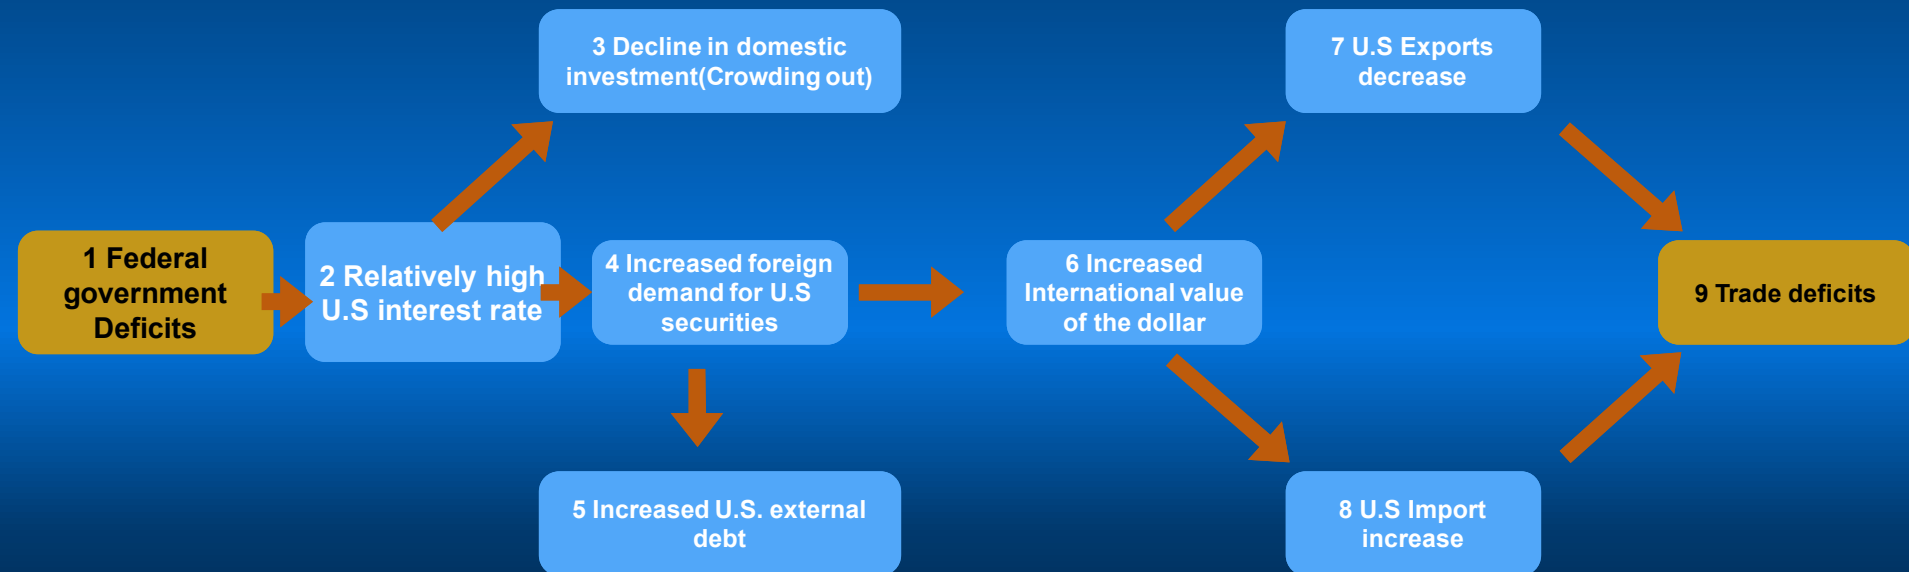 3 Decline in domestic
investment(Crowding out)
7 U.S Exports
decrease
1 Federal
government
Deficits
2 Relatively high
U.S interest rate
4 Increased foreign
demand for U.S
securities
6 Increased
International value
of the dollar
9 Trade deficits
5 Increased U.S. external
debt
8 U.S Import
increase